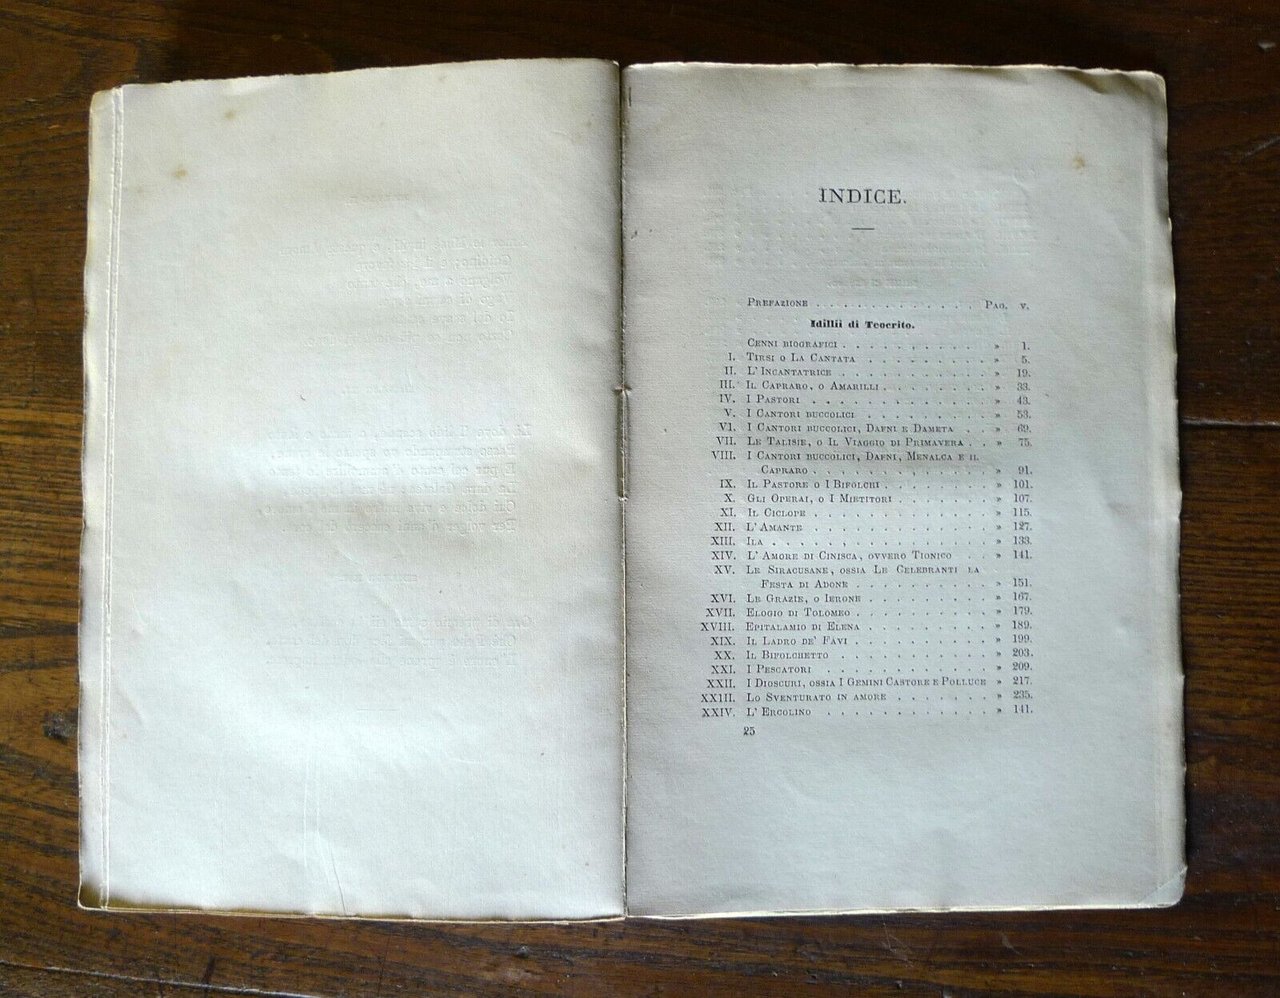 INDICE.
Prefazione . . . . . . . . . . . . Pag. v.
Idillii di Teocrito.
Cenni biografici . . . . . . . . . . » 1.
I. Tirsi o La Cantata . . . . . . . . . » 5.
II. L' Incantatrice . . . . . . . . . . . » 19.
III. Il Capraro, o Amarilli . . . . . . . . » 33.
IV. I Pastori . . . . . . . . . . . . . » 43.
V. I Cantori buccolici . . . . . . . . . » 53.
VI. I Cantori buccolici, Dafni e Dameta . . » 69.
VII. Le Talisie, o Il Viaggio di Primavera . . » 75.
VIII. I Cantori buccolici, Dafni, Menalca e il
Capraro . . . . . . . . . . . . » 91.
IX. Il Pastore o I Bifolchi . . . . . . . » 101.
X. Gli Operai, o I Mietitori . . . . . . . » 107.
XI. Il Ciclope . . . . . . . . . . . . » 115.
XII. L' Amante . . . . . . . . . . . . . » 127.
XIII. Ila . . . . . . . . . . . . . . . » 133.
XIV. L' Amore di Cinisca, ovvero Tionico . . » 141.
XV. Le Siracusane, ossia Le Celebranti la
Festa di Adone . . . . . . . . . . » 151.
XVI. Le Grazie, o Ierone . . . . . . . . . » 167.
XVII. Elogio di Tolomeo . . . . . . . . . . » 179.
XVIII. Epitalamio di Elena . . . . . . . . . » 189.
XIX. Il Ladro de' Favi . . . . . . . . . . » 199.
XX. Il Bifolchetto . . . . . . . . . . . » 203.
XXI. I Pescatori . . . . . . . . . . . . » 209.
XXII. I Dioscuri, ossia I Gemini Castore e Polluce » 217.
XXIII. Lo Sventurato in amore . . . . . . . » 235.
XXIV. L' Ercolino . . . . . . . . . . . . » 141.
25